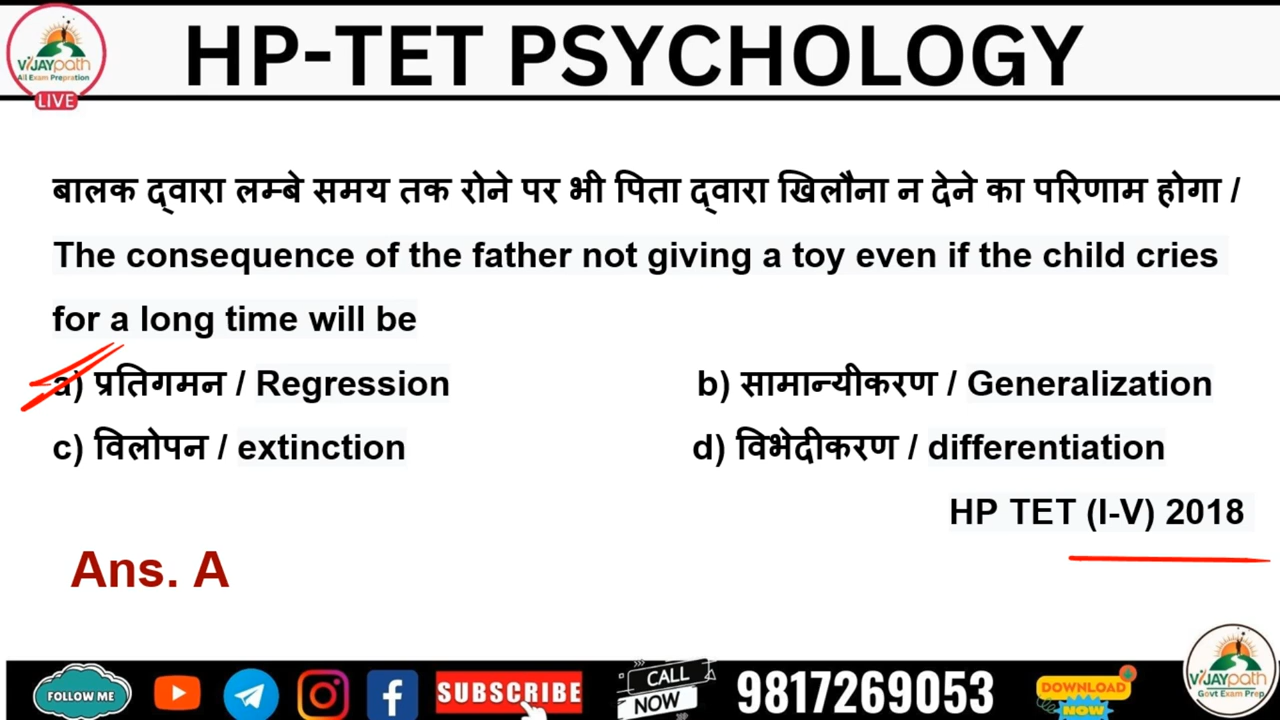 VIJAYpath
All Exam Prepration
LIVE
HP-TET PSYCHOLOGY
बालक द्वारा लम्बे समय तक रोने पर भी पिता द्वारा खिलौना न देने का परिणाम होगा /
The consequence of the father not giving a toy even if the child cries
for a long time will be
a) प्रतिगमन / Regression
b) सामान्यीकरण / Generalization
c) विलोपन / extinction
d) विभेदीकरण / differentiation
HP TET (I-V) 2018
Ans. A
FOLLOW ME
SUBSCRIBE
CALL
NOW
9817269053
DOWNLOAD
NOW
VIJAYpath
Govt Exam Prep